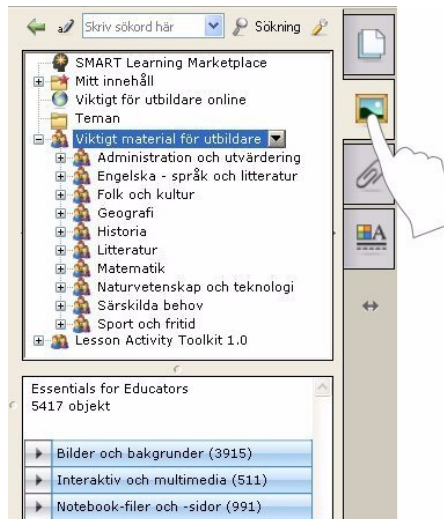 Skriv sökord här
Sökning
SMART Learning Marketplace
Mitt innehåll
Viktigt för utbildare online
Teman
Viktigt material för utbildare
Administration och utvärdering
Engelska - språk och litteratur
Folk och kultur
Geografi
Historia
Litteratur
Matematik
Naturvetenskap och teknologi
Särskilda behov
Sport och fritid
Lesson Activity Toolkit 1.0
Essentials for Educators
5417 objekt
Bilder och bakgrunder (3915)
Interaktiv och multimedia (511)
Notebook-filer och -sidor (991)